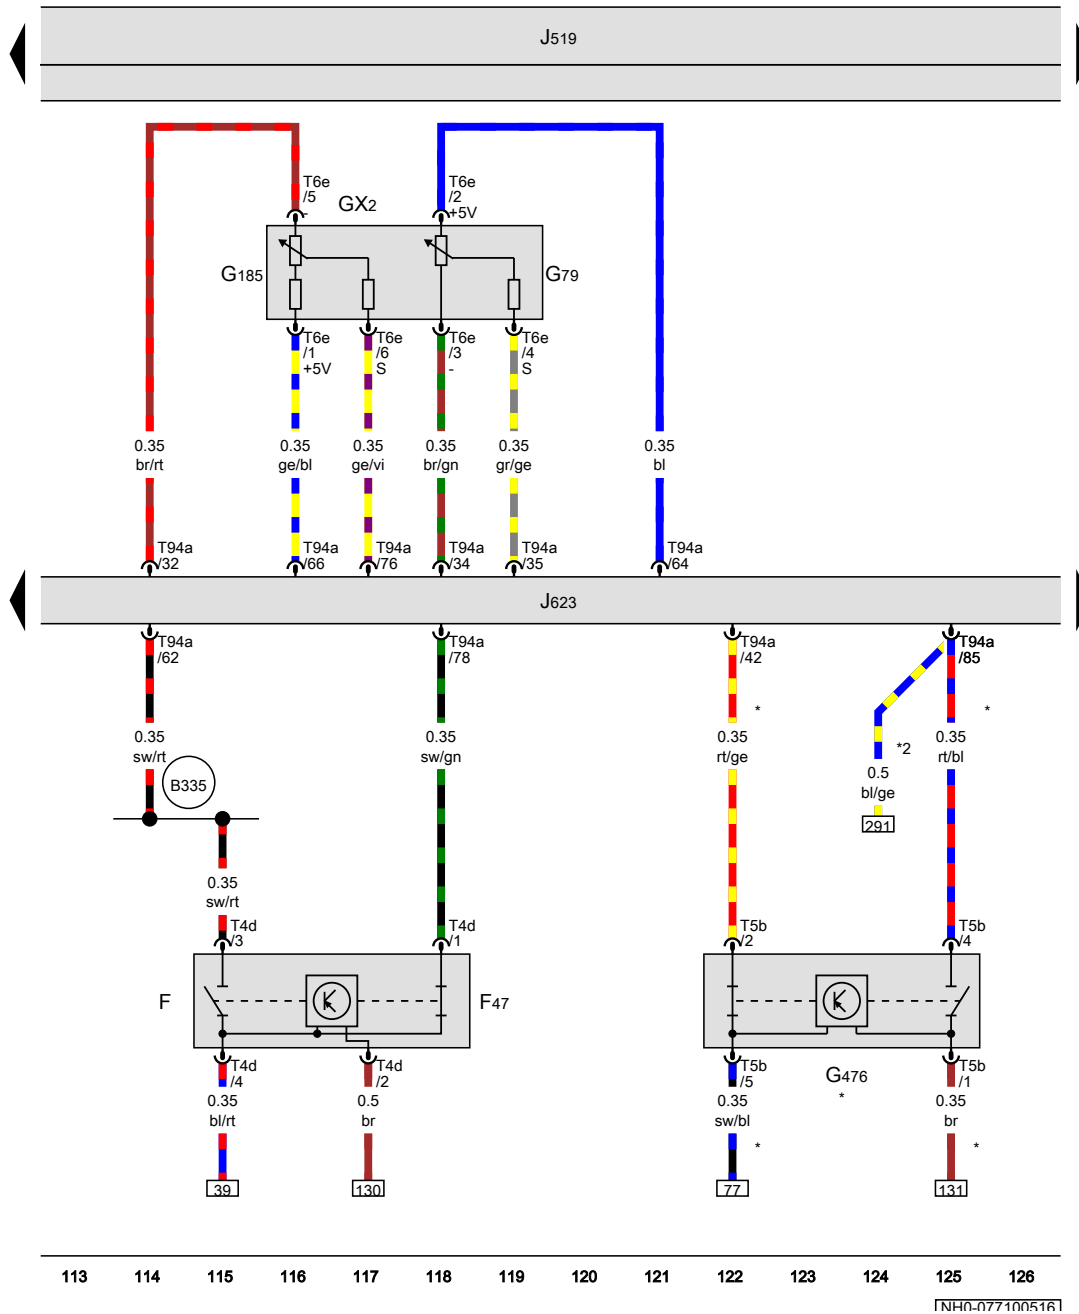 J519
T6e
/5
-
GX2
T6e
/2
+5V
G185
G79
T6e
/1
+5V
T6e
/6
S
T6e
/3
-
T6e
/4
S
0.35
br/rt
0.35
ge/bl
0.35
ge/vi
0.35
br/gn
0.35
gr/ge
0.35
bl
T94a
/32
T94a
/66
T94a
/76
T94a
/34
T94a
/35
T94a
/64
J623
T94a
/62
T94a
/78
T94a
/42
T94a
/85
*
*
0.35
sw/rt
0.35
sw/gn
0.35
rt/ge
*2
0.35
rt/bl
B335
0.5
bl/ge
291
0.35
sw/rt
T4d
/3
T4d
/1
T5b
/2
T5b
/4
F
F47
T4d
/4
T4d
/2
T5b
/5
G476
*
T5b
/1
0.35
bl/rt
0.5
br
0.35
sw/bl
0.35
br
*
*
39
130
77
131
113 114 115 116 117 118 119 120 121 122 123 124 125 126
NH0-077100516